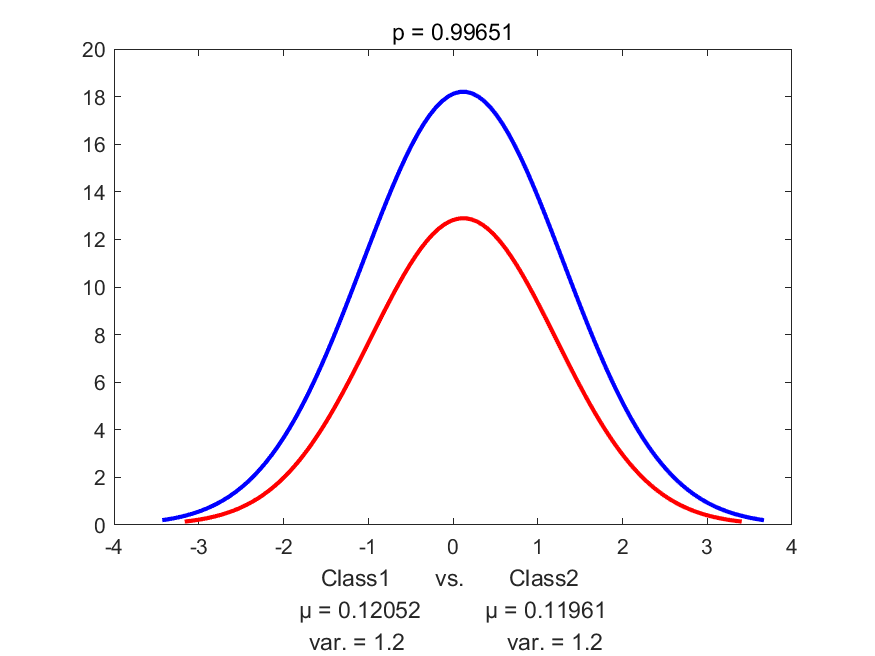 p = 0.99651
20
18
16
14
12
10
8
6
4
2
0
-4 -3 -2 -1 0 1 2 3 4
Class1 vs. Class2
μ = 0.12052 μ = 0.11961
var. = 1.2 var. = 1.2